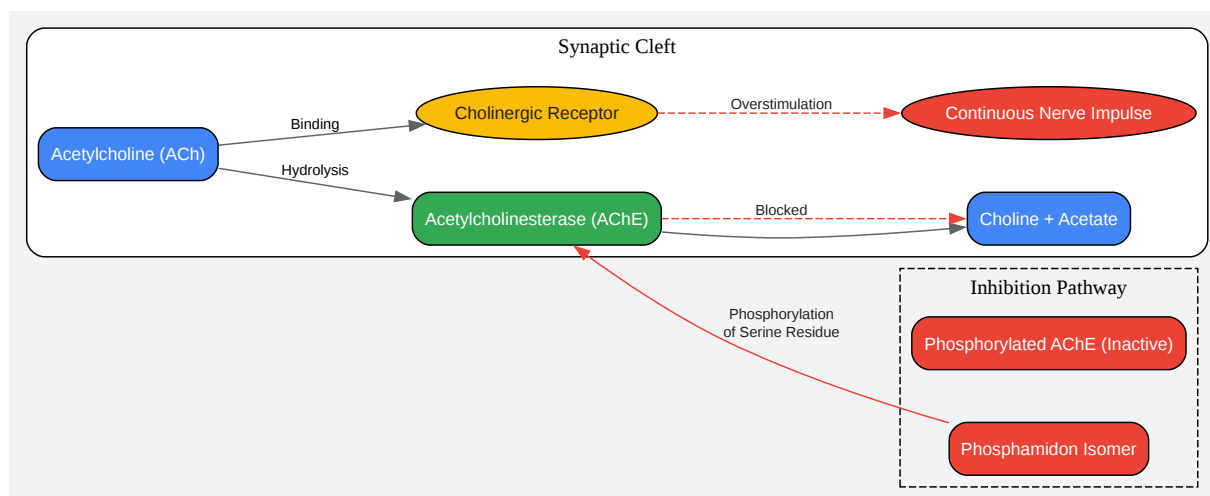 Synaptic Cleft
Cholinergic Receptor
Overstimulation
Continuous Nerve Impulse
Binding
Acetylcholine (ACh)
Hydrolysis
Acetylcholinesterase (AChE)
Blocked
Choline + Acetate
Inhibition Pathway
Phosphorylation
of Serine Residue
Phosphorylated AChE (Inactive)
Phosphamidon Isomer